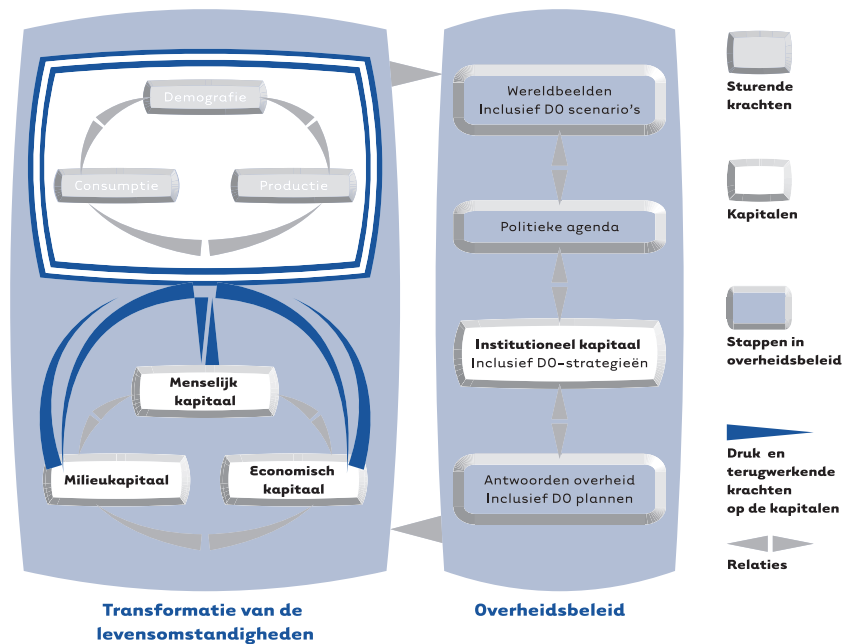 Demografie
Consumptie
Productie
Menselijk
kapitaal
Milieukapitaal
Economisch
kapitaal
Transformatie van de
levensomstandigheden
Wereldbeelden
Inclusief DO scenario's
Politieke agenda
Institutioneel kapitaal
Inclusief DO-strategieën
Antwoorden overheid
Inclusief DO plannen
Overheidsbeleid
Sturende
krachten
Kapitalen
Stappen in
overheidsbeleid
Druk en
terugwerkende
krachten
op de kapitalen
Relaties